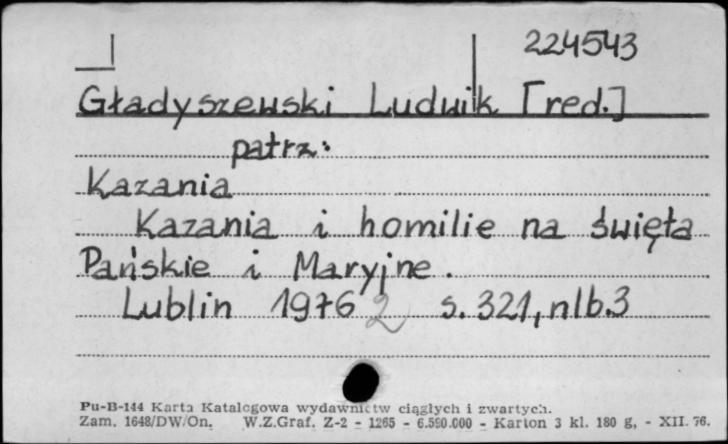 224543
Gładyszewski Ludwik [red.]
patrz:
Kazania
Kazania i homilie na święta
Pańskie i Maryjne.
Lublin 1976 2 s. 321, nlb. 3
Pu-B-144 Karta Katalogowa wydawnictw ciągłych i zwartych.
Zam. 1648/DW/On. W.Z.Graf. Z-2 - 1265 - 6.590.000 - Karton 3 kl. 180 g, - XII. 76.